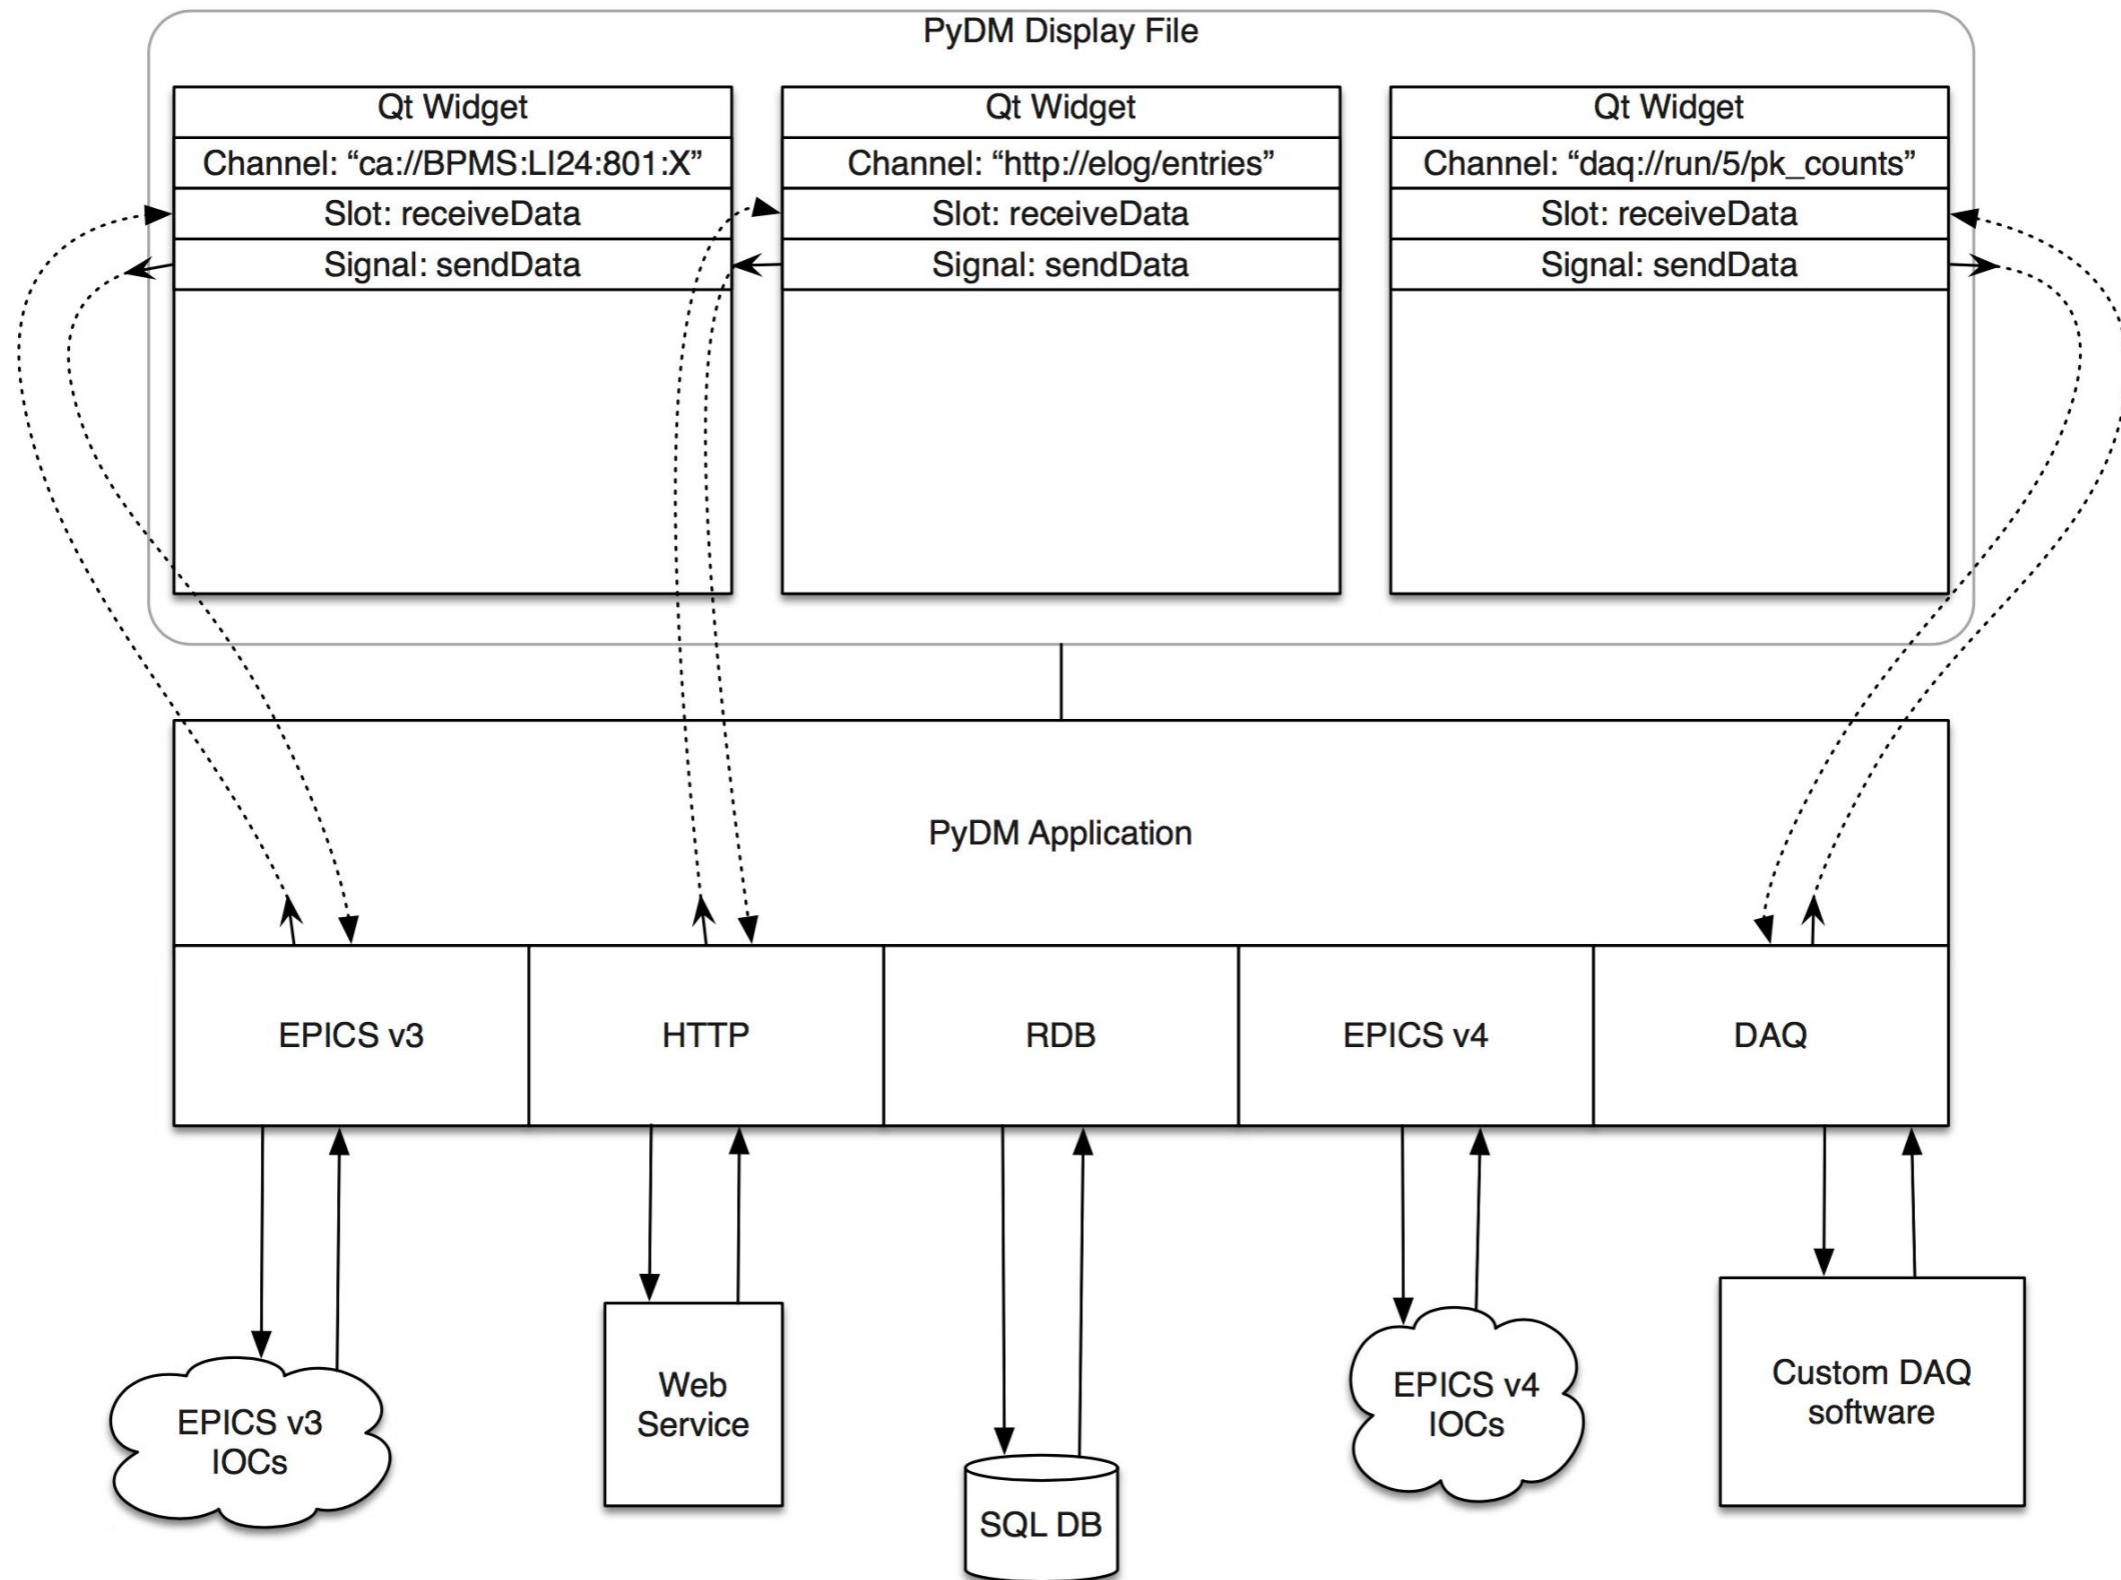 PyDM Display File
Qt Widget
Channel: “ca://BPMS:LI24:801:X”
Slot: receiveData
Signal: sendData
Qt Widget
Channel: “http://elog/entries”
Slot: receiveData
Signal: sendData
Qt Widget
Channel: “daq://run/5/pk_counts”
Slot: receiveData
Signal: sendData
PyDM Application
EPICS v3
HTTP
RDB
EPICS v4
DAQ
EPICS v3
IOCs
Web
Service
SQL DB
EPICS v4
IOCs
Custom DAQ
software